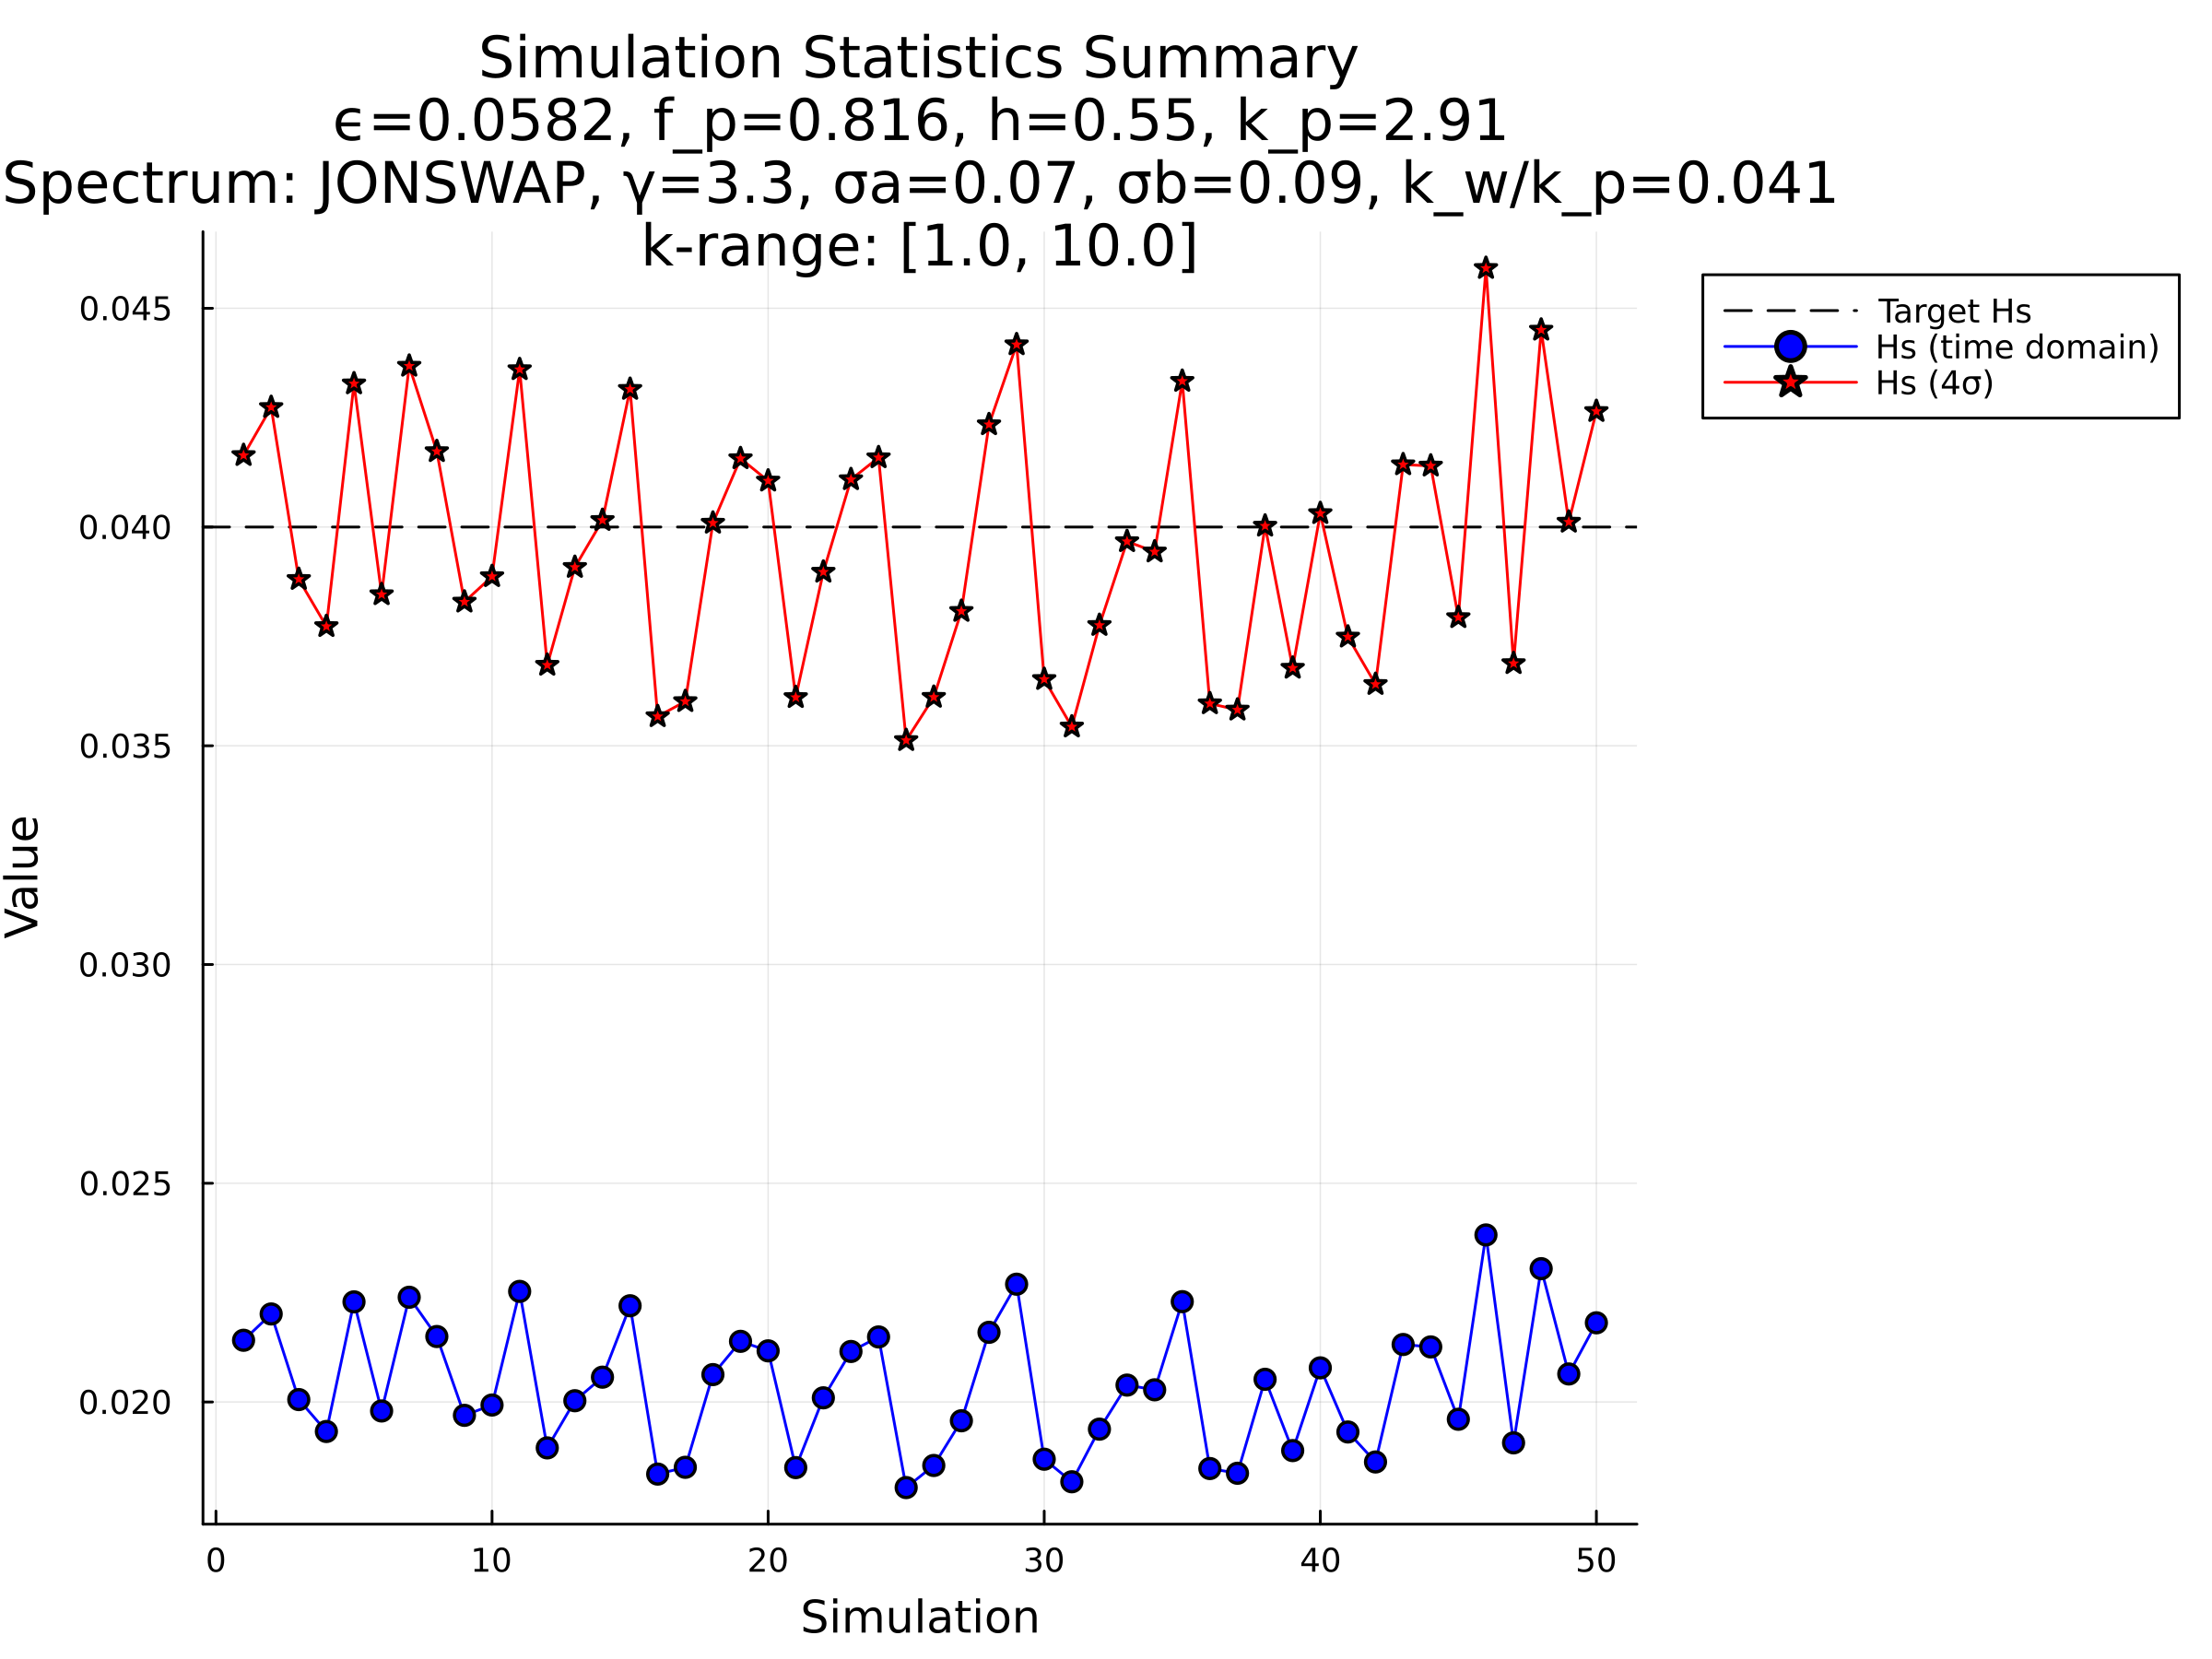 Simulation Statistics Summary
ϵ=0.0582, f_p=0.816, h=0.55, k_p=2.91
Spectrum: JONSWAP, γ=3.3, σa=0.07, σb=0.09, k_w/k_p=0.041
k-range: [1.0, 10.0]
Target Hs
Hs (time domain)
Hs (4σ)
0.045
0.040
0.035
0.030
0.025
0.020
Value
0 10 20 30 40 50
Simulation